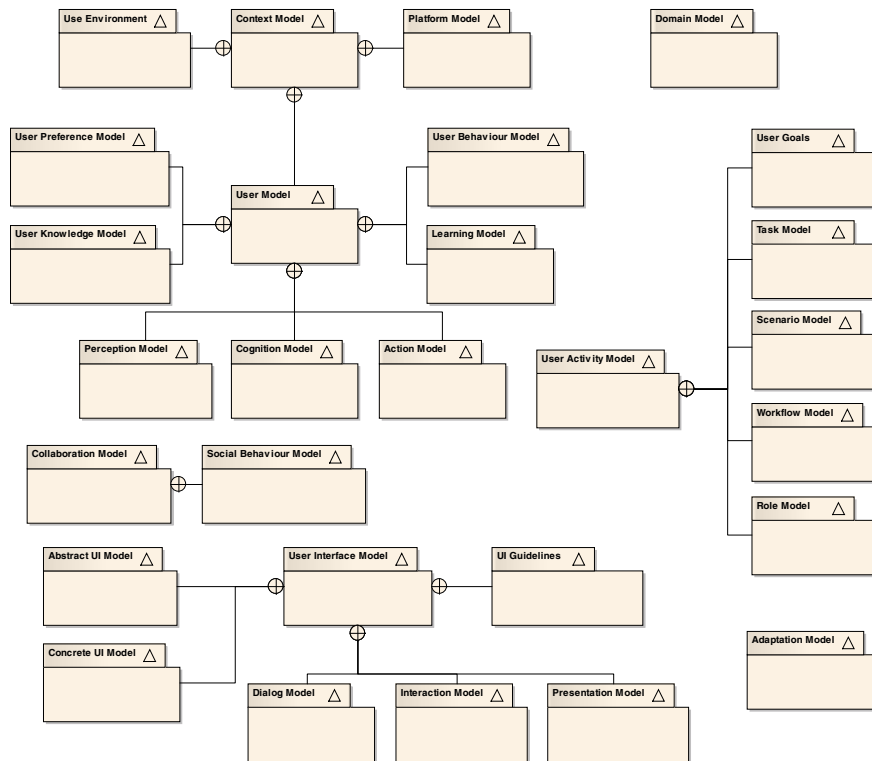 Use Environment
Context Model
Platform Model
Domain Model
User Preference Model
User Behaviour Model
User Goals
User Model
User Knowledge Model
Learning Model
Task Model
Scenario Model
Perception Model
Cognition Model
Action Model
User Activity Model
Workflow Model
Collaboration Model
Social Behaviour Model
Role Model
Abstract UI Model
User Interface Model
UI Guidelines
Concrete UI Model
Adaptation Model
Dialog Model
Interaction Model
Presentation Model